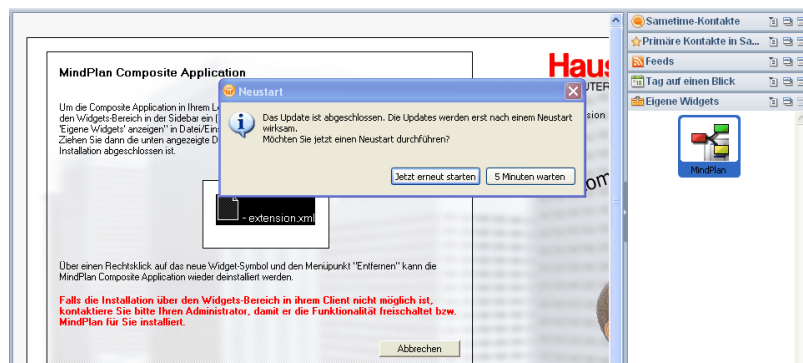 MindPlan Composite Application
Um die Composite Application in Ihrem
den Widgets-Bereich in der Sidebar ein
'Eigene Widgets' anzeigen" in
Ziehen Sie dann die unten angezeigte
Installation abgeschlossen ist.
- extension.xml
Über einen Rechtsklick auf das neue Widget-Symbol und den Menüpunkt "Entfernen" kann die
MindPlan Composite Application wieder deinstalliert werden.
Falls die Installation über den Widgets-Bereich in ihrem Client nicht möglich ist,
kontaktiere Sie bitte Ihren Administrator, damit er die Funktionalität freischaltet bzw.
MindPlan für Sie installiert.
Abbrechen
Neustart
Das Update ist abgeschlossen. Die Updates werden erst nach einem Neustart
wirksam.
Möchten Sie jetzt einen Neustart durchführen?
Jetzt erneut starten
5 Minuten warten
Sametime-Kontakte
Primäre Kontakte in Sa...
Feeds
Tag auf einen Blick
Eigene Widgets
MindPlan